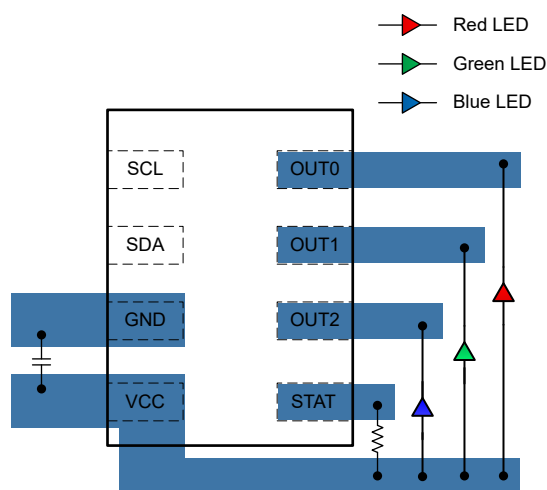 Red LED
Green LED
Blue LED
SCL OUT0
SDA OUT1
GND OUT2
VCC STAT